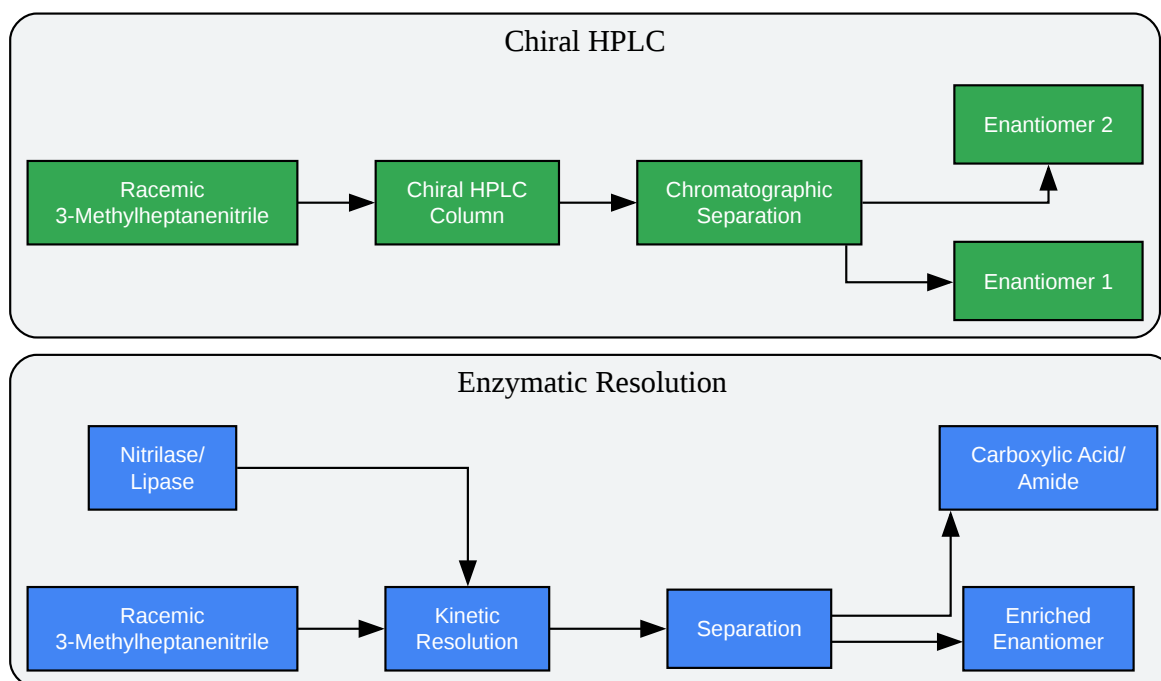 Chiral HPLC
Enantiomer 2
Racemic
3-Methylheptanenitrile
Chiral HPLC
Column
Chromatographic
Separation
Enantiomer 1
Enzymatic Resolution
Nitrilase/
Lipase
Carboxylic Acid/
Amide
Racemic
3-Methylheptanenitrile
Kinetic
Resolution
Separation
Enriched
Enantiomer